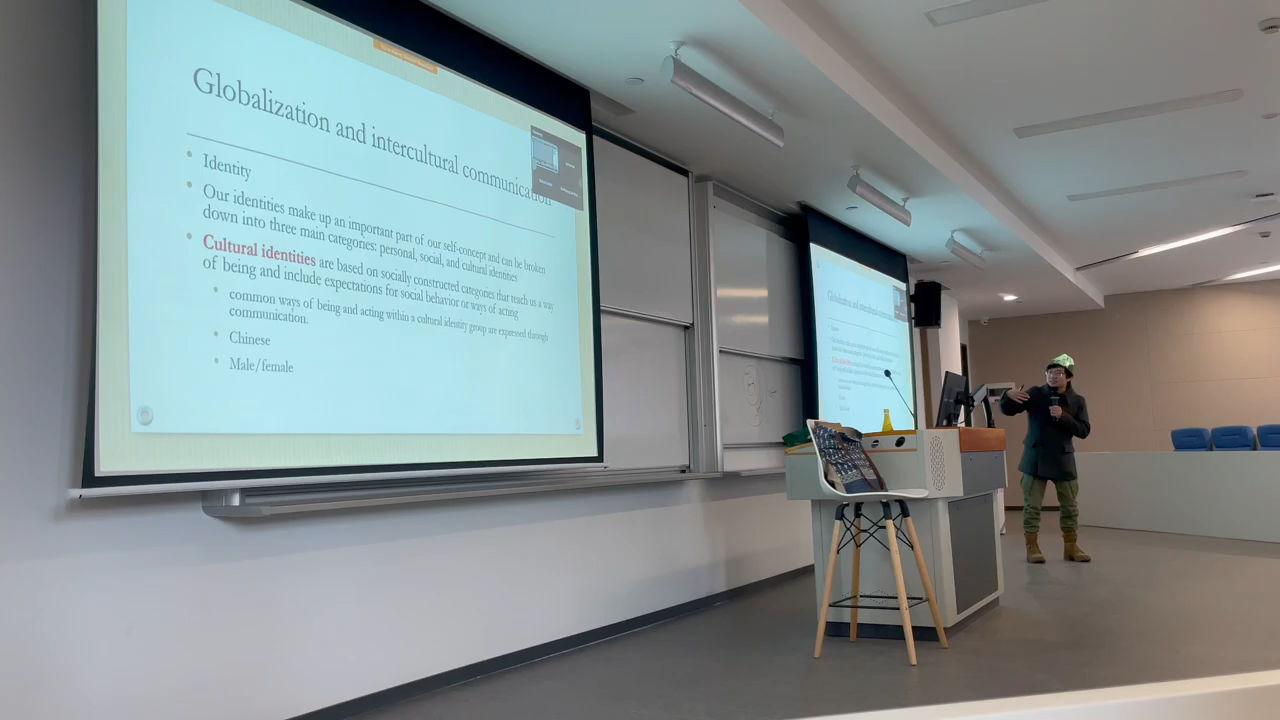 Globalization and intercultural communication
Identity
Our identities make up an important part of our self-concept and can be broken
down into three main categories: personal, social, and cultural identities
Cultural identities are based on socially constructed categories that teach us a way
of being and include expectations for social behavior or ways of acting
common ways of being and acting within a cultural identity group are expressed through
communication.
Chinese
Male/female
Globalization and intercultural